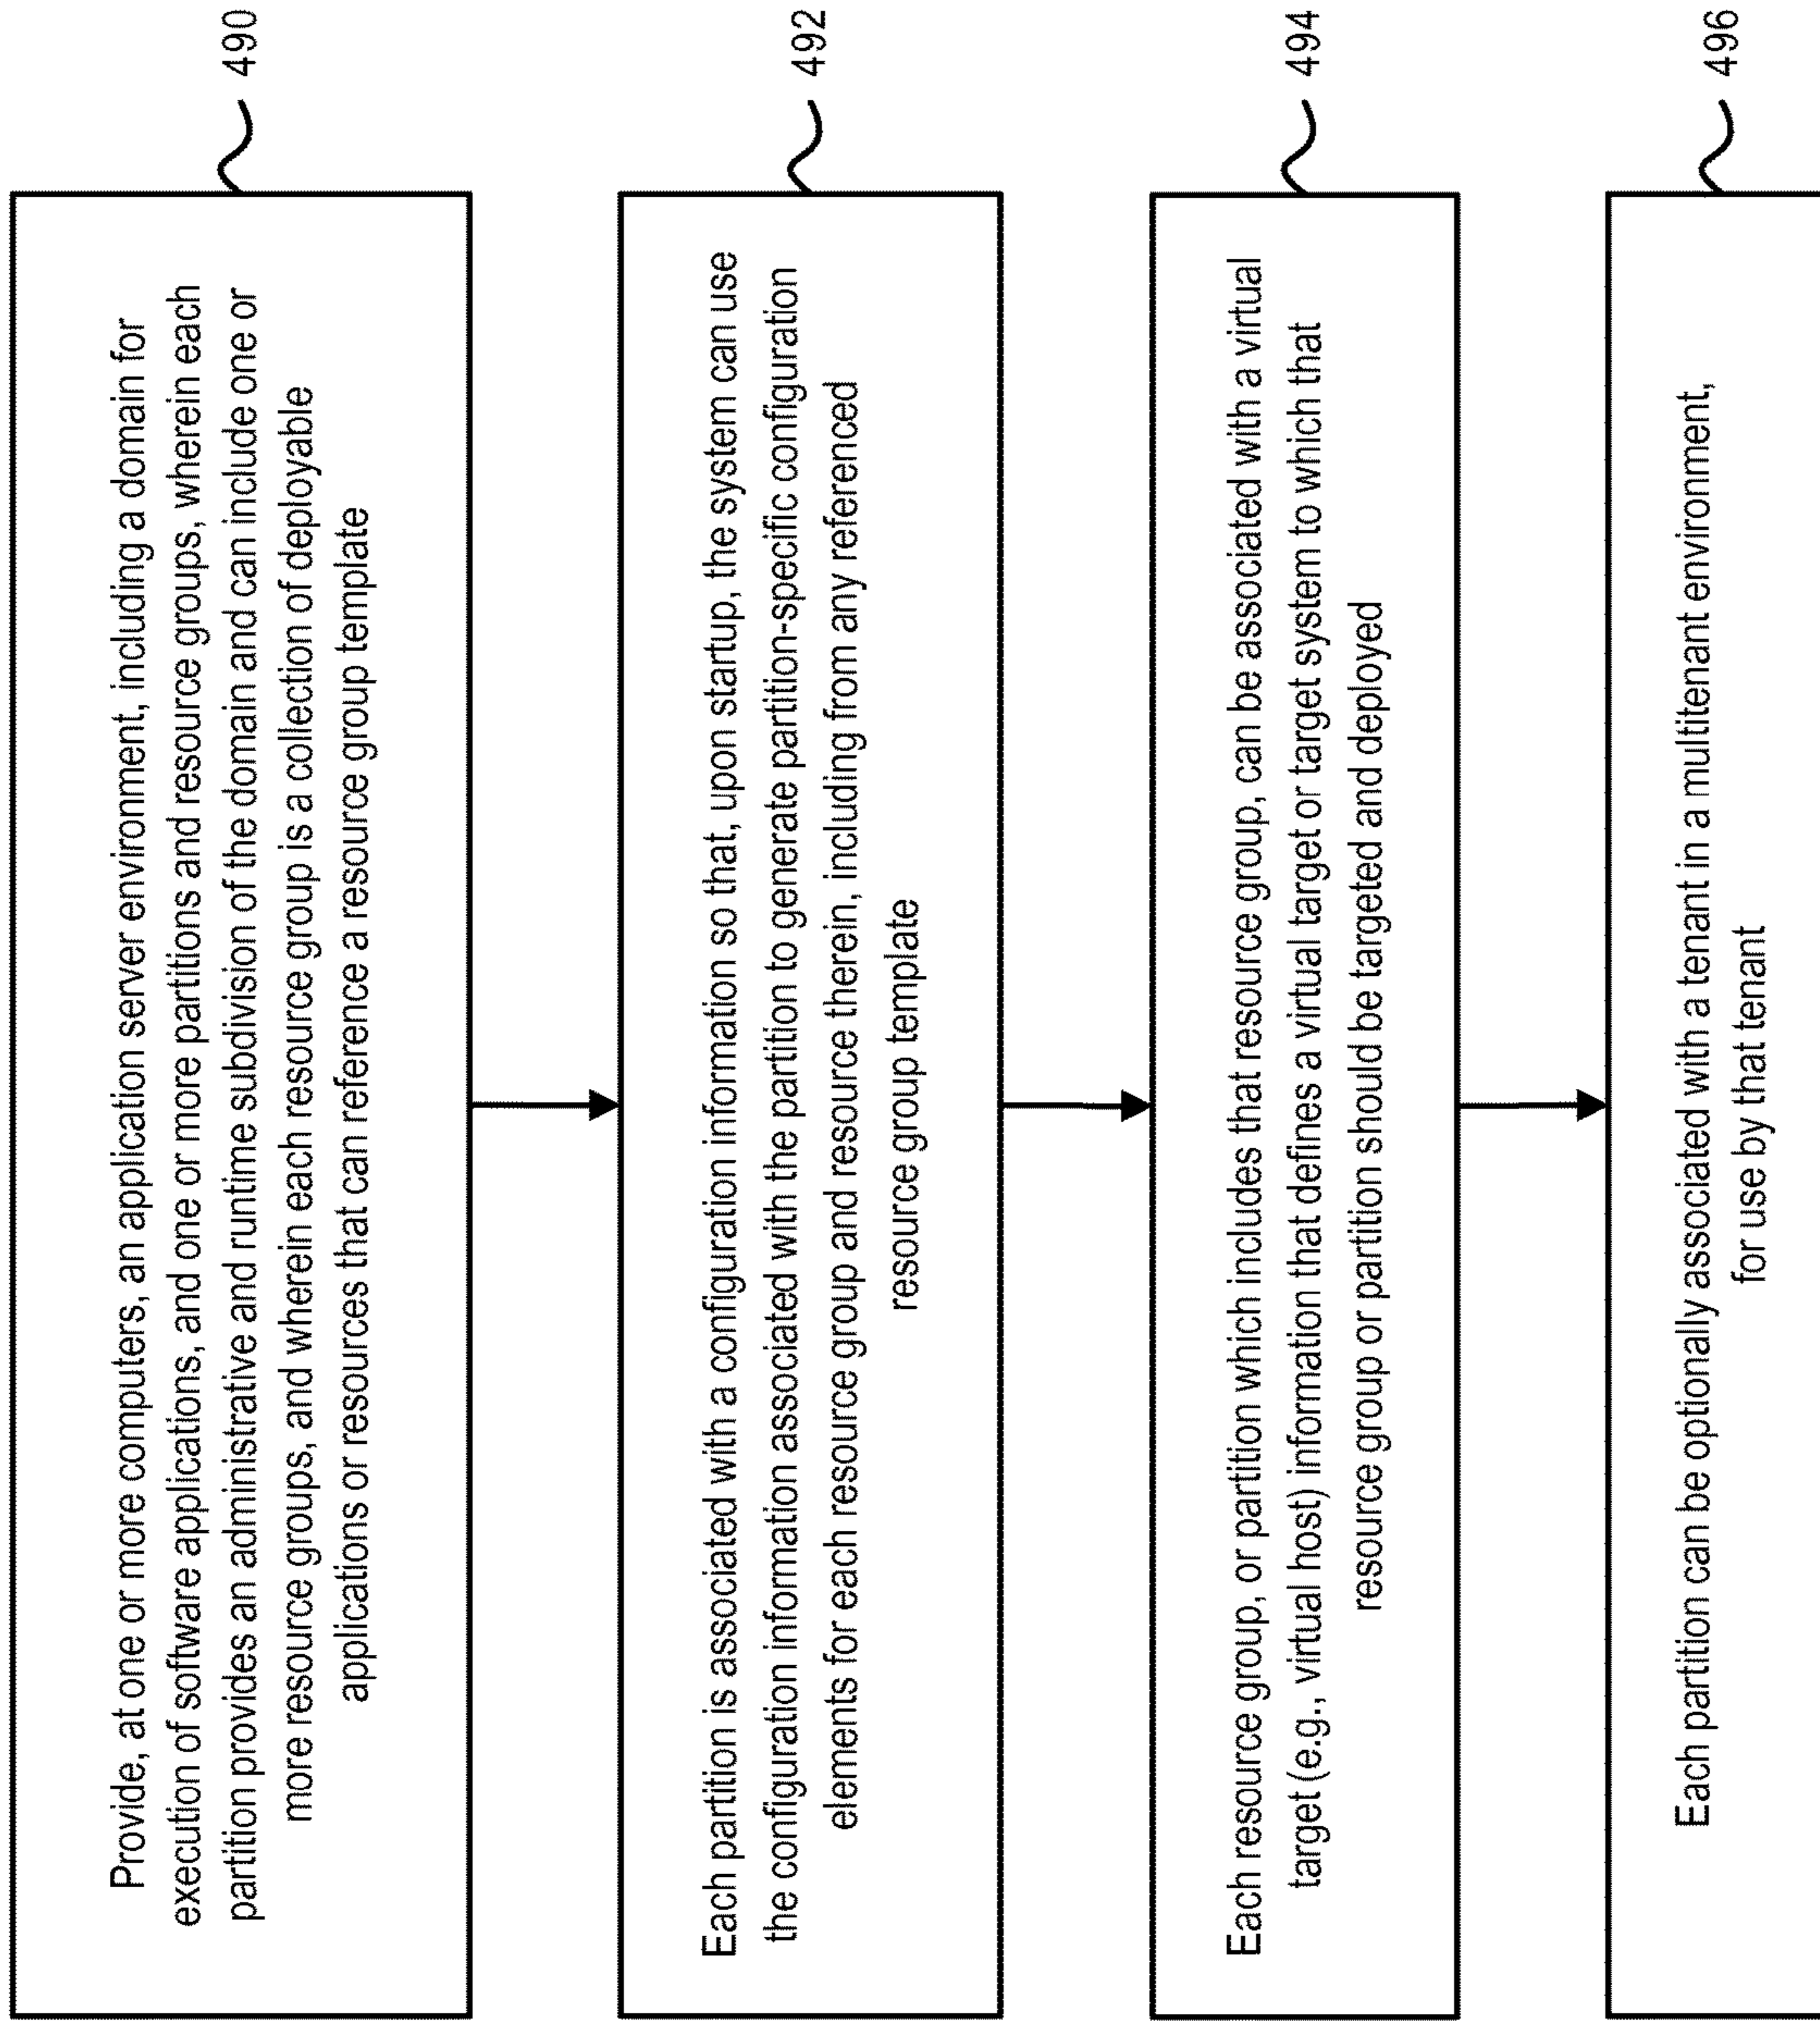 Provide, at one or more computers, an application server environment, including a domain for
execution of software applications, and one or more partitions and resource groups, wherein each
partition provides an administrative and runtime subdivision of the domain and can include one or
more resource groups, and wherein each resource group is a collection of deployable
applications or resources that can reference a resource group template
490
Each partition is associated with a configuration information so that, upon startup, the system can use
the configuration information associated with the partition to generate partition-specific configuration
elements for each resource group and resource therein, including from any referenced
resource group template
492
Each resource group, or partition which includes that resource group, can be associated with a virtual
target (e.g., virtual host) information that defines a virtual target or target system to which that
resource group or partition should be targeted and deployed
494
Each partition can be optionally associated with a tenant in a multitenant environment,
for use by that tenant
496